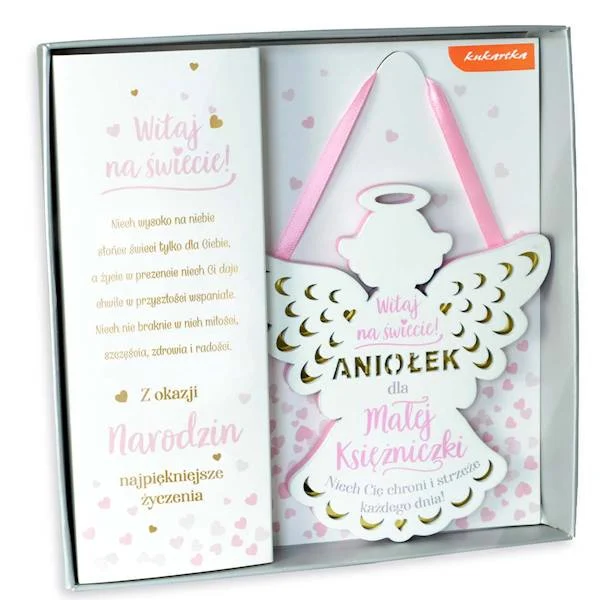 Witaj
na świecie!
Niech wysoko na niebie
słońce świeci tylko dla Ciebie,
a życie w prezencie niech Ci daje
chwile w przyszłości wspaniałe.
Niech nie braknie w nich miłości,
szczęścia, zdrowia i radości.
Z okazji
Narodzin
najpiękniejsze
życzenia
kukartka
Witaj
na świecie!
ANIOŁEK
dla
Małej
Księżniczki
Niech Cię chroni i strzeże
każdego dnia!